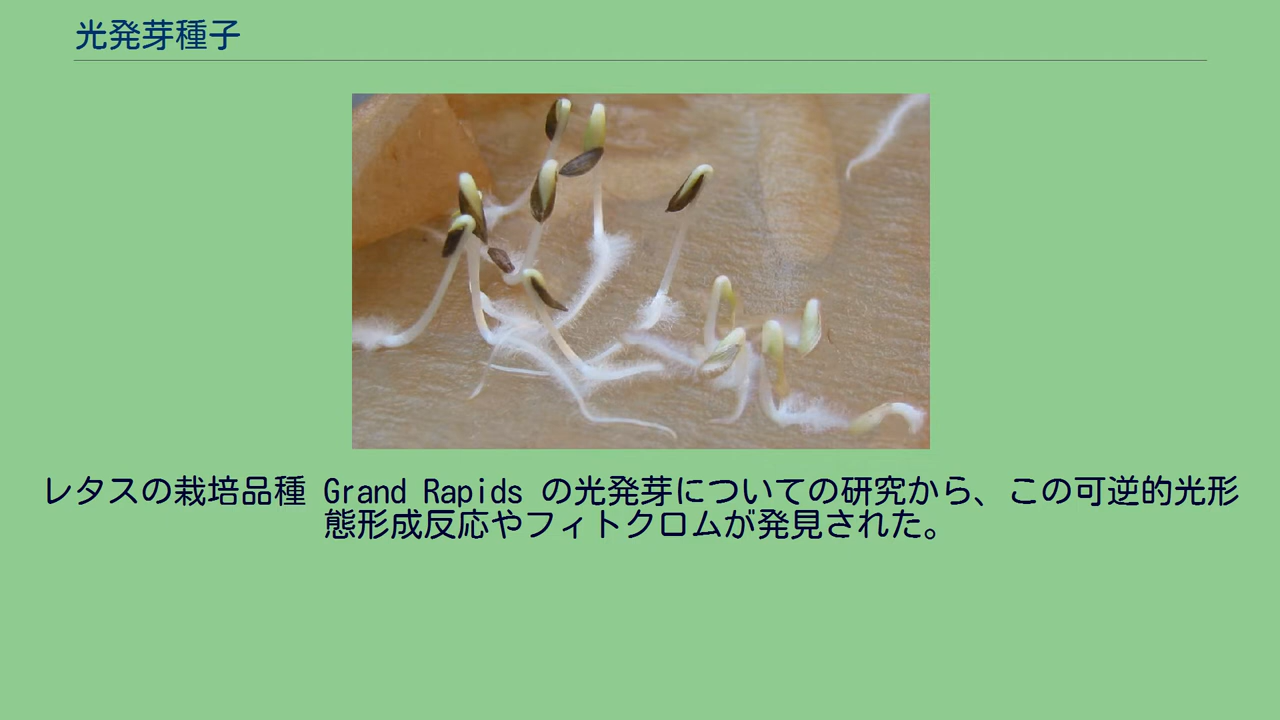 光発芽種子
レタスの栽培品種 Grand Rapids の光発芽についての研究から、この可逆的光形
態形成反応やフィトクロムが発見された。